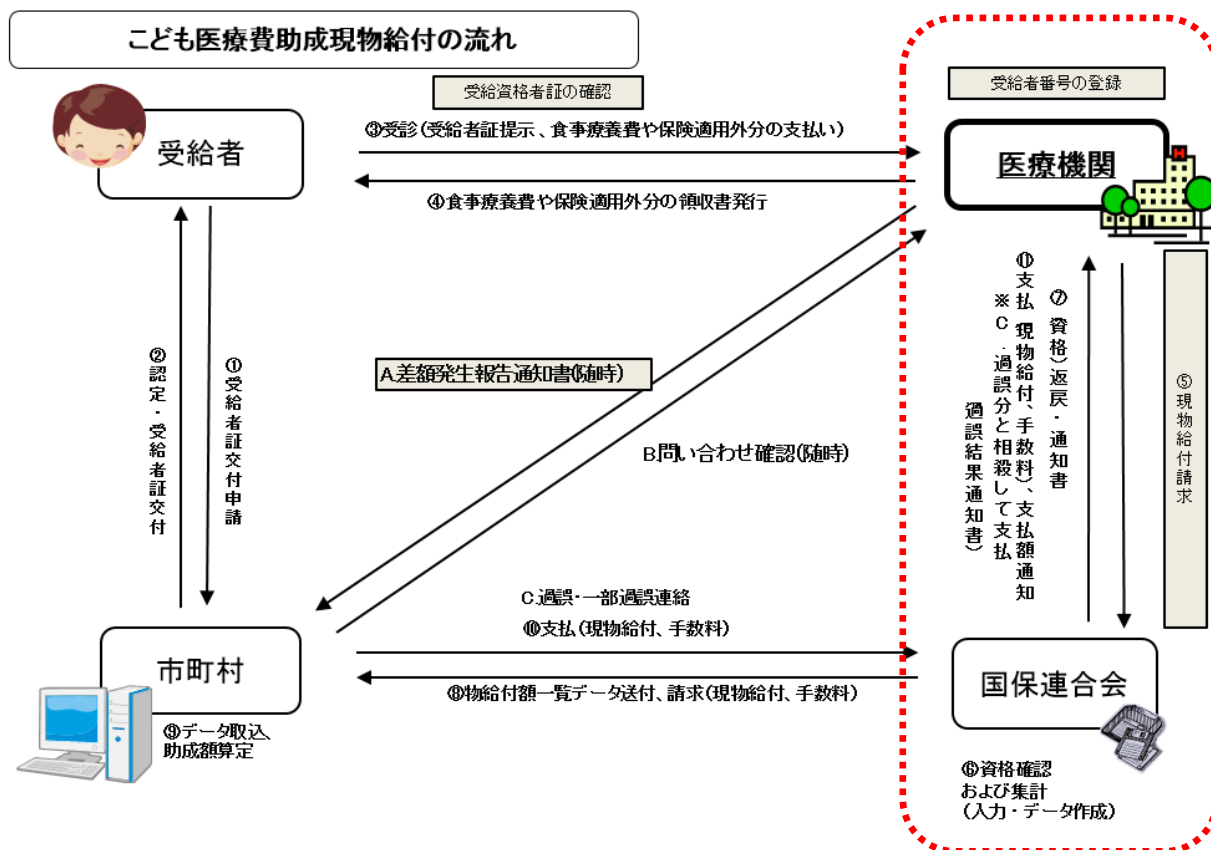 こども医療費助成現物給付の流れ
受給資格者証の確認
受給者番号の登録
③受診(受給者証提示、食事療養費や保険適用外分の支払い)
受給者
医療機関
H
④食事療養費や保険適用外分の領収書発行
②認定・受給者証交付
①受給者証交付申請
A.差額発生報告通知書(随時)
B.問い合わせ確認(随時)
⑪支払(現物給付、手数料)、支払額通知
※C.過誤分と相殺して支払
過誤結果通知書)
⑦(資格)返戻・通知書
⑤現物給付請求
C.過誤・一部過誤連絡
⑩支払(現物給付、手数料)
市町村
国保連合会
⑧物給付額一覧データ送付、請求(現物給付、手数料)
⑨データ取込、
助成額算定
⑥資格確認
および集計
(入力・データ作成)